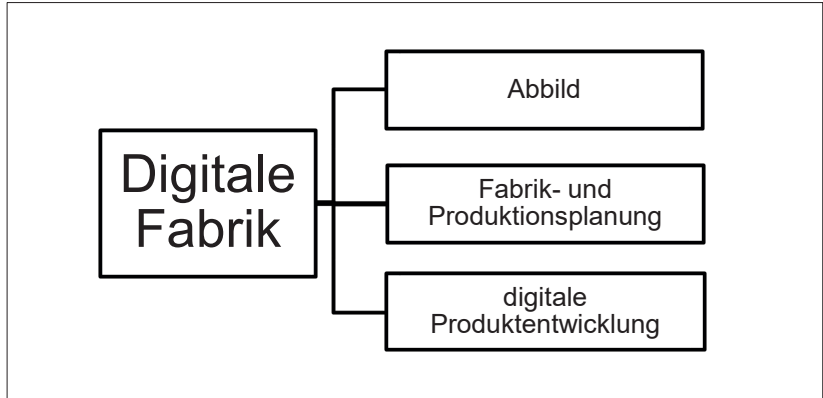 Digitale
Fabrik
Abbild
Fabrik- und
Produktionsplanung
digitale
Produktentwicklung